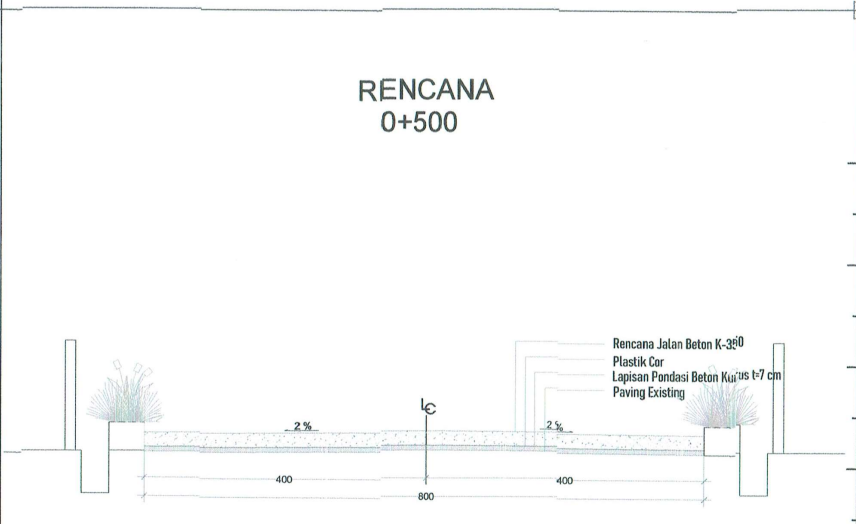 RENCANA
0+500
Rencana Jalan Beton K-350
Plastik Cor
Lapisan Pondasi Beton Kurus t=7 cm
Paving Existing
2 %
2 %
400
400
800